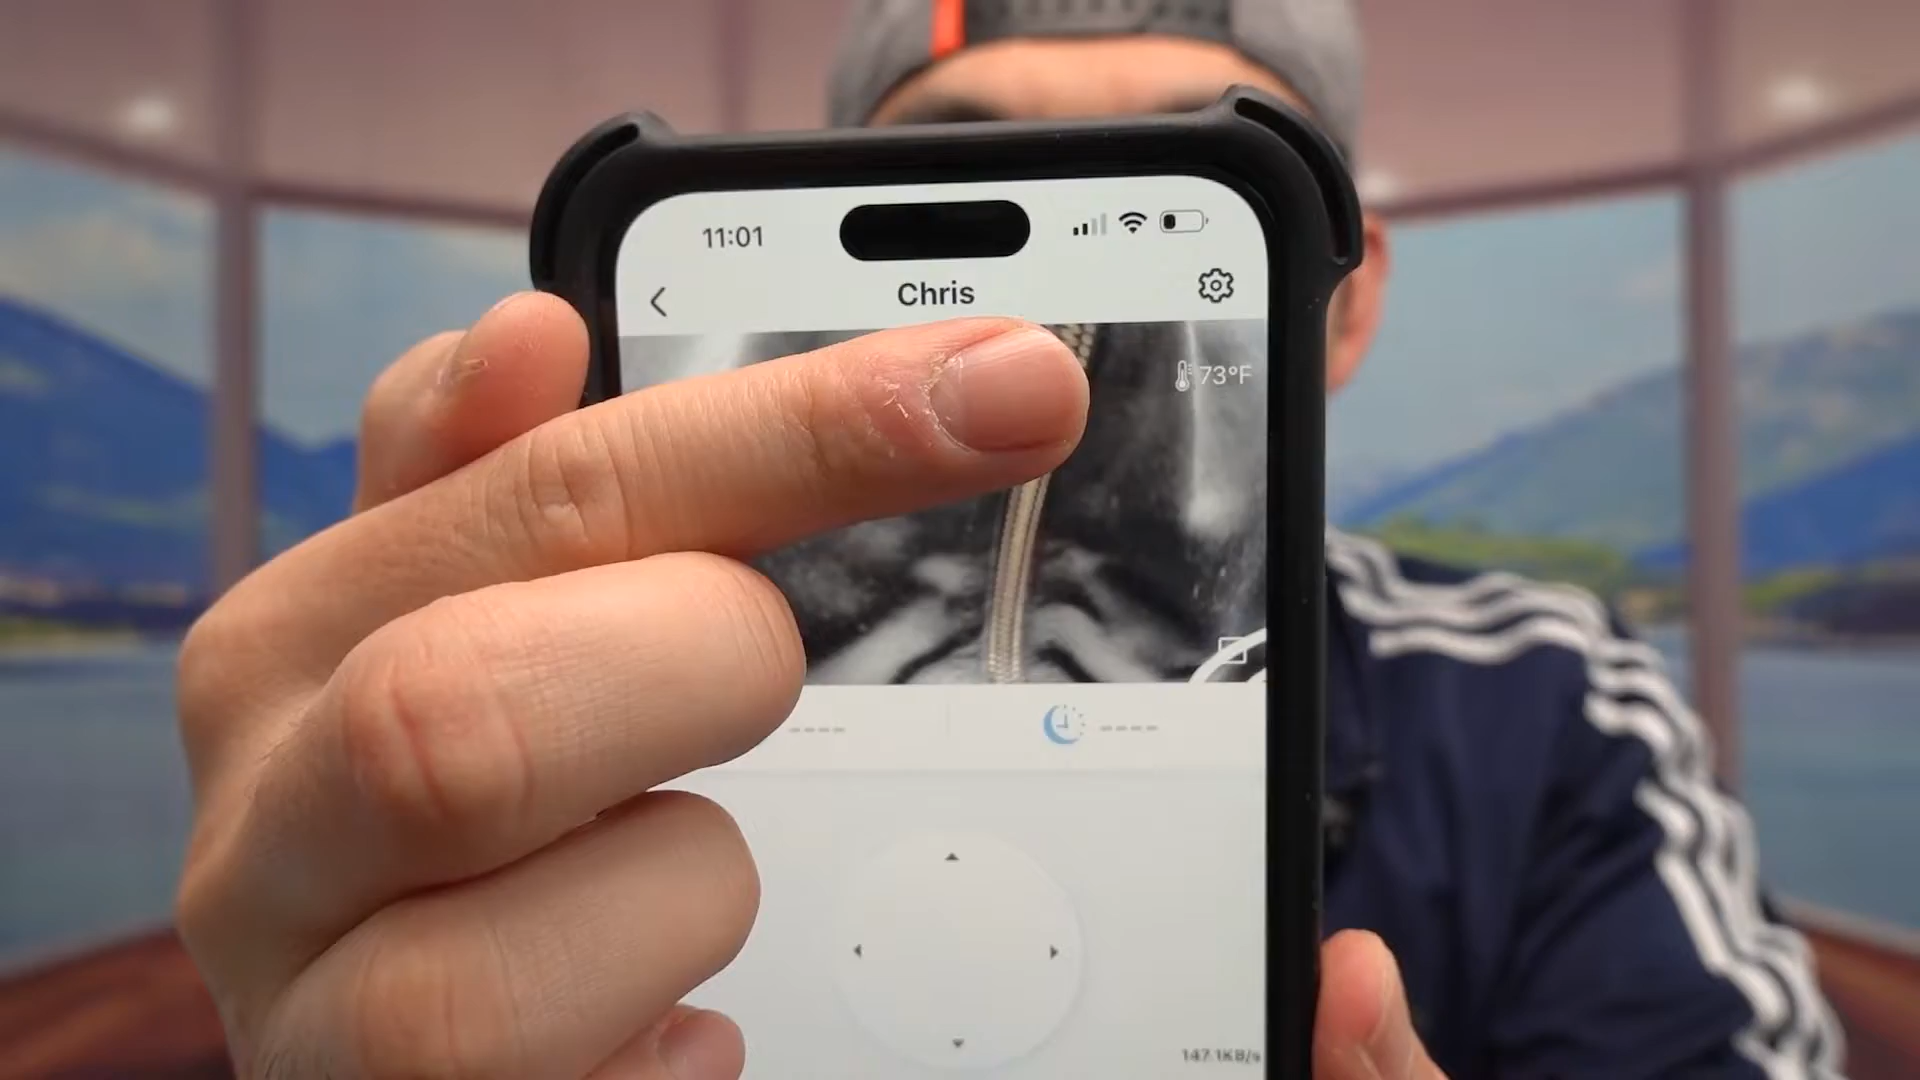 11:01
Chris
73°F
----
----
147.1KB/s